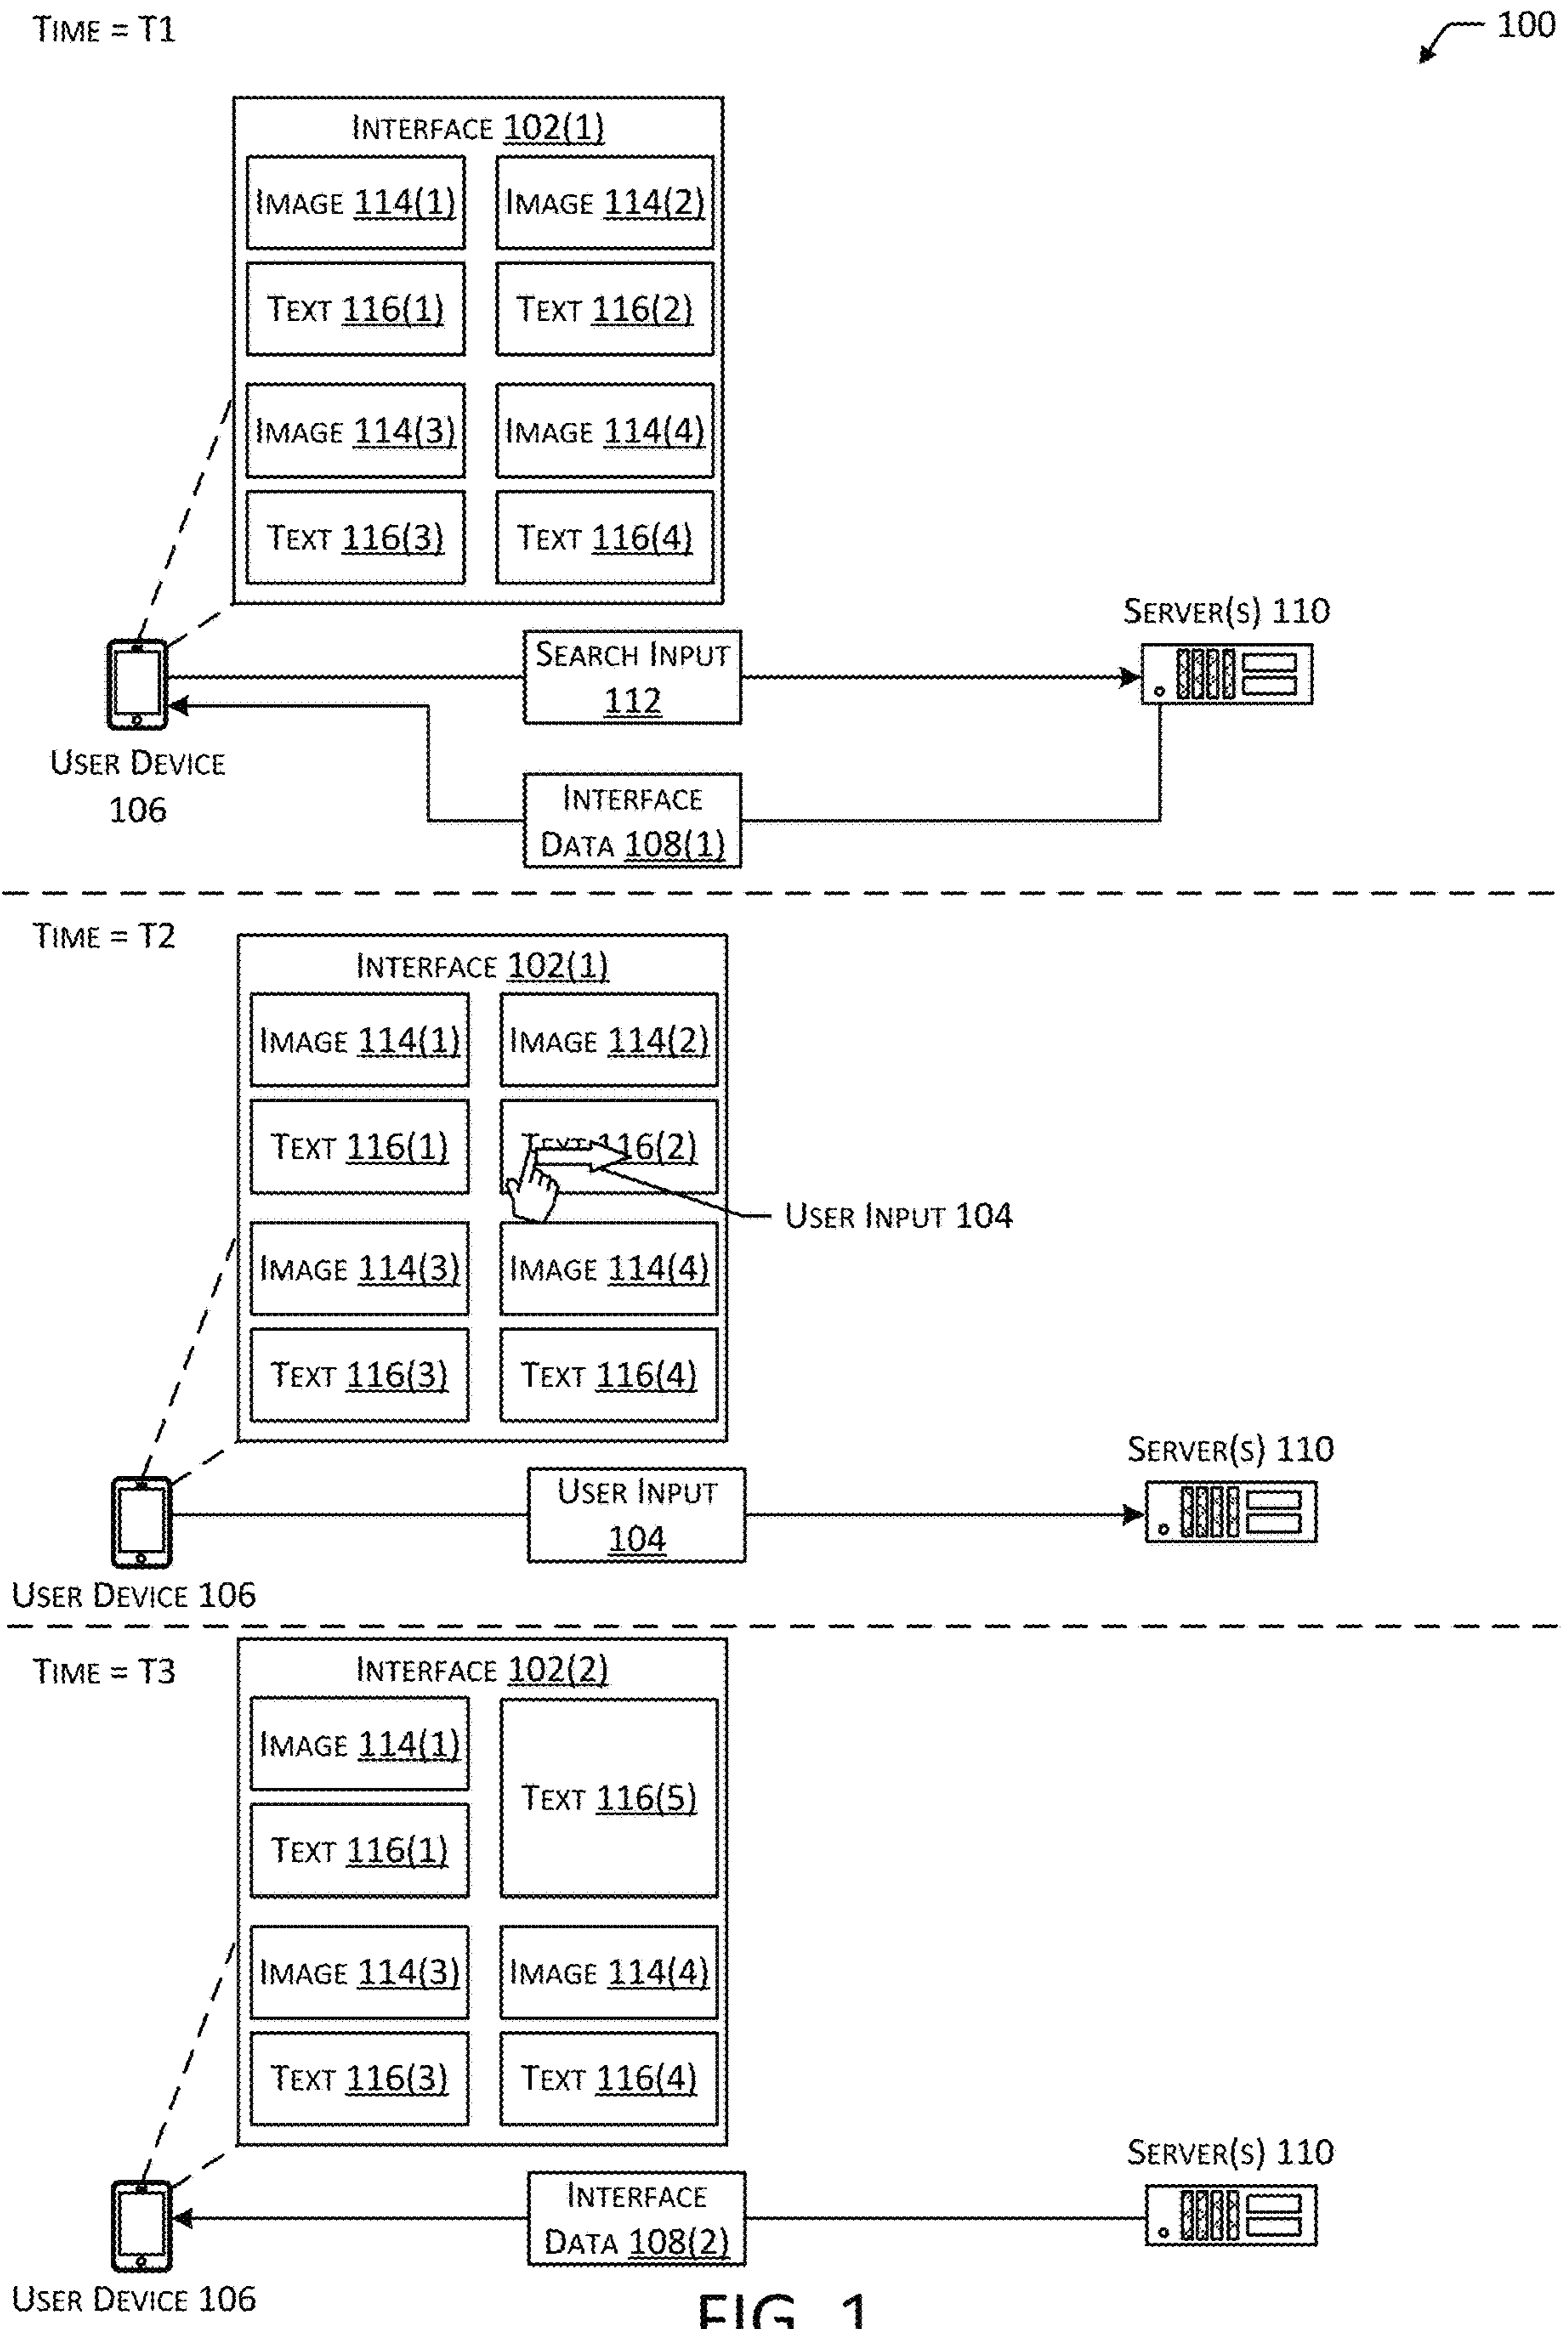 TIME = T1
100
INTERFACE 102(1)
IMAGE 114(1) IMAGE 114(2)
TEXT 116(1) TEXT 116(2)
IMAGE 114(3) IMAGE 114(4)
TEXT 116(3) TEXT 116(4)
SERVER(S) 110
SEARCH INPUT
112
USER DEVICE
106
INTERFACE
DATA 108(1)
TIME = T2
INTERFACE 102(1)
IMAGE 114(1) IMAGE 114(2)
TEXT 116(1) TEXT 116(2)
USER INPUT 104
IMAGE 114(3) IMAGE 114(4)
TEXT 116(3) TEXT 116(4)
SERVER(S) 110
USER INPUT
104
USER DEVICE 106
TIME = T3
INTERFACE 102(2)
IMAGE 114(1)
TEXT 116(5)
TEXT 116(1)
IMAGE 114(3) IMAGE 114(4)
TEXT 116(3) TEXT 116(4)
SERVER(S) 110
INTERFACE
DATA 108(2)
USER DEVICE 106
FIG. 1